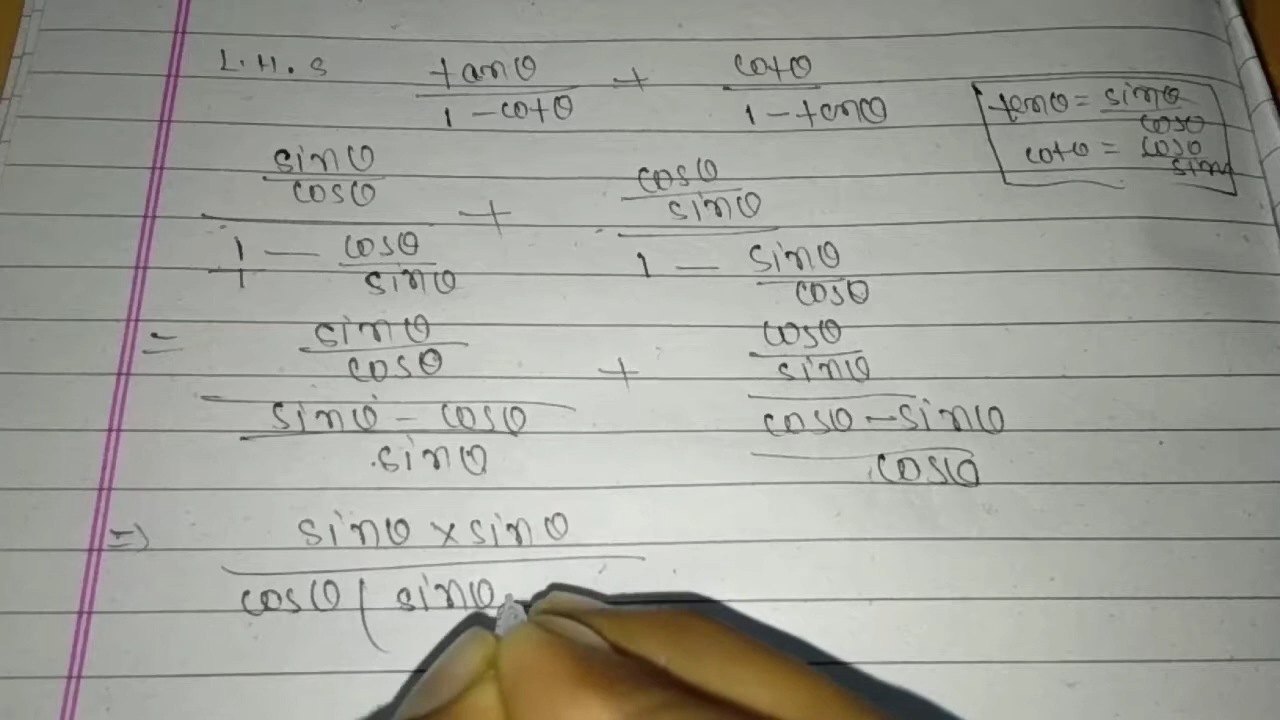 L.H.S tanθ + cotθ
1 - cotθ 1 - tanθ
tanθ = sinθ
cosθ
cotθ = cosθ
sinθ
sinθ cosθ
cosθ + sinθ
1 - cosθ 1 - sinθ
1 sinθ cosθ
= sinθ cosθ
cosθ + sinθ
sinθ - cosθ cosθ - sinθ
sinθ cosθ
=> sinθ x sinθ
cosθ ( sinθ